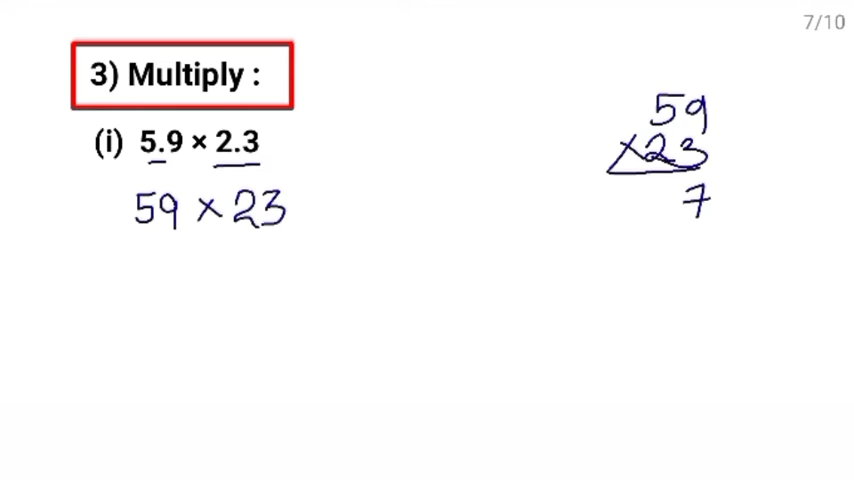 7/10
3) Multiply :
(i) 5.9 × 2.3
59 × 23
59
×23
7